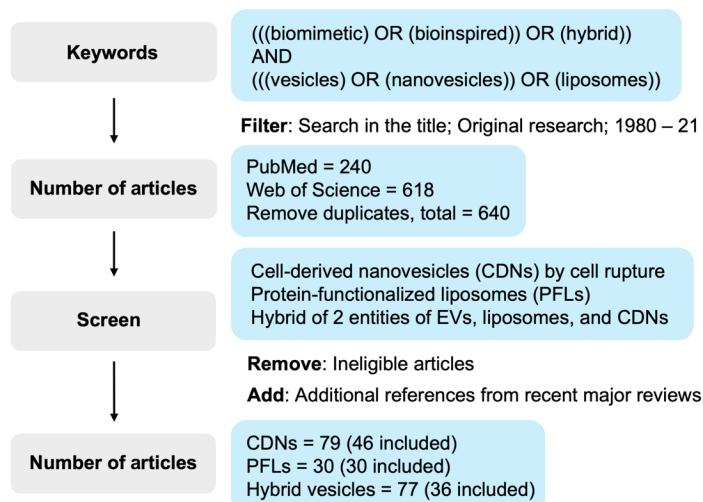 Keywords
(((biomimetic) OR (bioinspired)) OR (hybrid))
AND
(((vesicles) OR (nanovesicles)) OR (liposomes))
Filter: Search in the title; Original research; 1980 – 21
Number of articles
PubMed = 240
Web of Science = 618
Remove duplicates, total = 640
Screen
Cell-derived nanovesicles (CDNs) by cell rupture
Protein-functionalized liposomes (PFLs)
Hybrid of 2 entities of EVs, liposomes, and CDNs
Remove: Ineligible articles
Add: Additional references from recent major reviews
Number of articles
CDNs = 79 (46 included)
PFLs = 30 (30 included)
Hybrid vesicles = 77 (36 included)